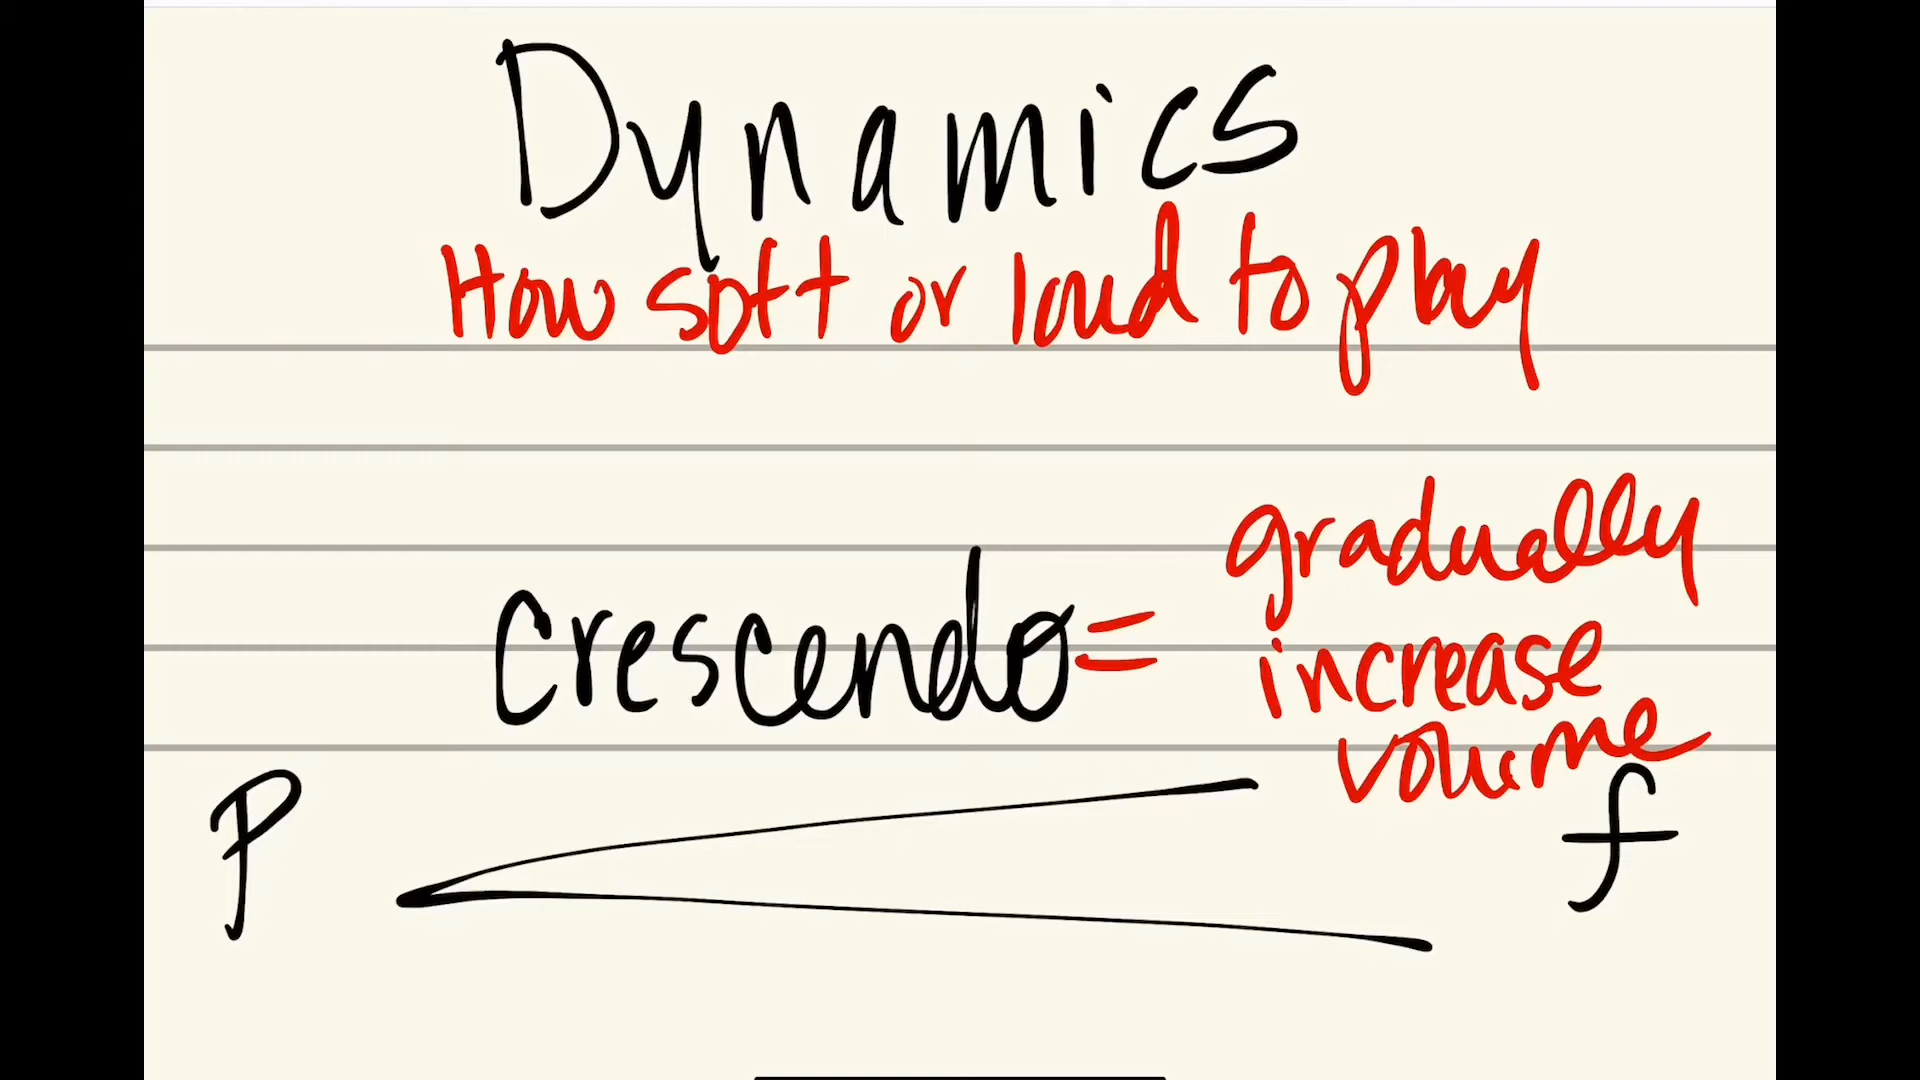 Dynamics
How soft or loud to play
gradually
crescendo = increase
volume
P f